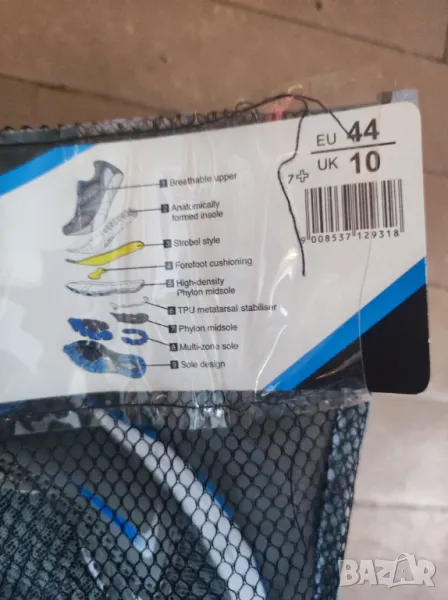 EU 44
UK 10
7+
9 008537 129318
1 Breathable upper
2 Anatomically
formed insole
3 Strobel style
4 Forefoot cushioning
5 High-density
Phylon midsole
6 TPU metatarsal stabiliser
7 Phylon midsole
8 Multi-zone sole
9 Sole design
BAZAR